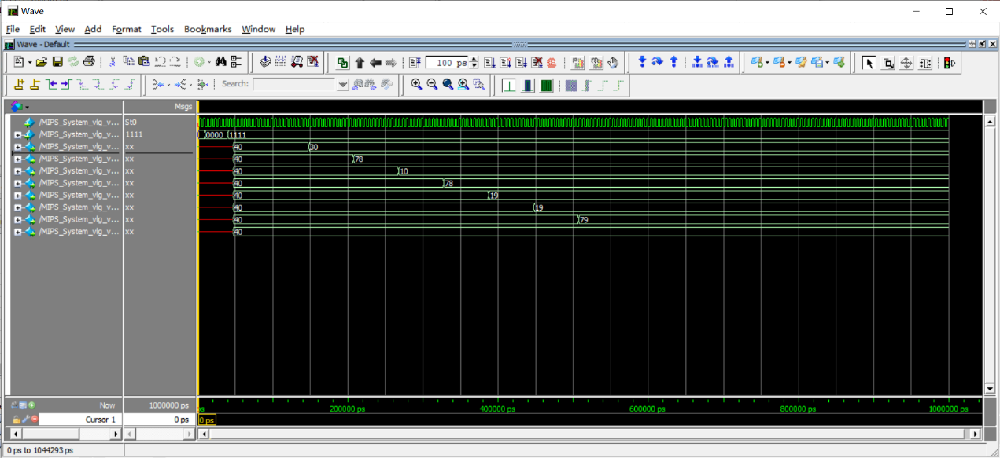 Wave
File Edit View Add Format Tools Bookmarks Window Help
Wave - Default
100 ps
Search:
Msgs
/MIPS_System_vlg_v... St0
/MIPS_System_vlg_v... 1111 0000 1111
/MIPS_System_vlg_v... xx 40 30
/MIPS_System_vlg_v... xx 40 78
/MIPS_System_vlg_v... xx 40 10
/MIPS_System_vlg_v... xx 40 78
/MIPS_System_vlg_v... xx 40 19
/MIPS_System_vlg_v... xx 40 19
/MIPS_System_vlg_v... xx 40 79
/MIPS_System_vlg_v... xx 40
Now 1000000 ps ps 200000 ps 400000 ps 600000 ps 800000 ps 1000000 ps
Cursor 1 0 ps 0 ps
0 ps to 1044293 ps